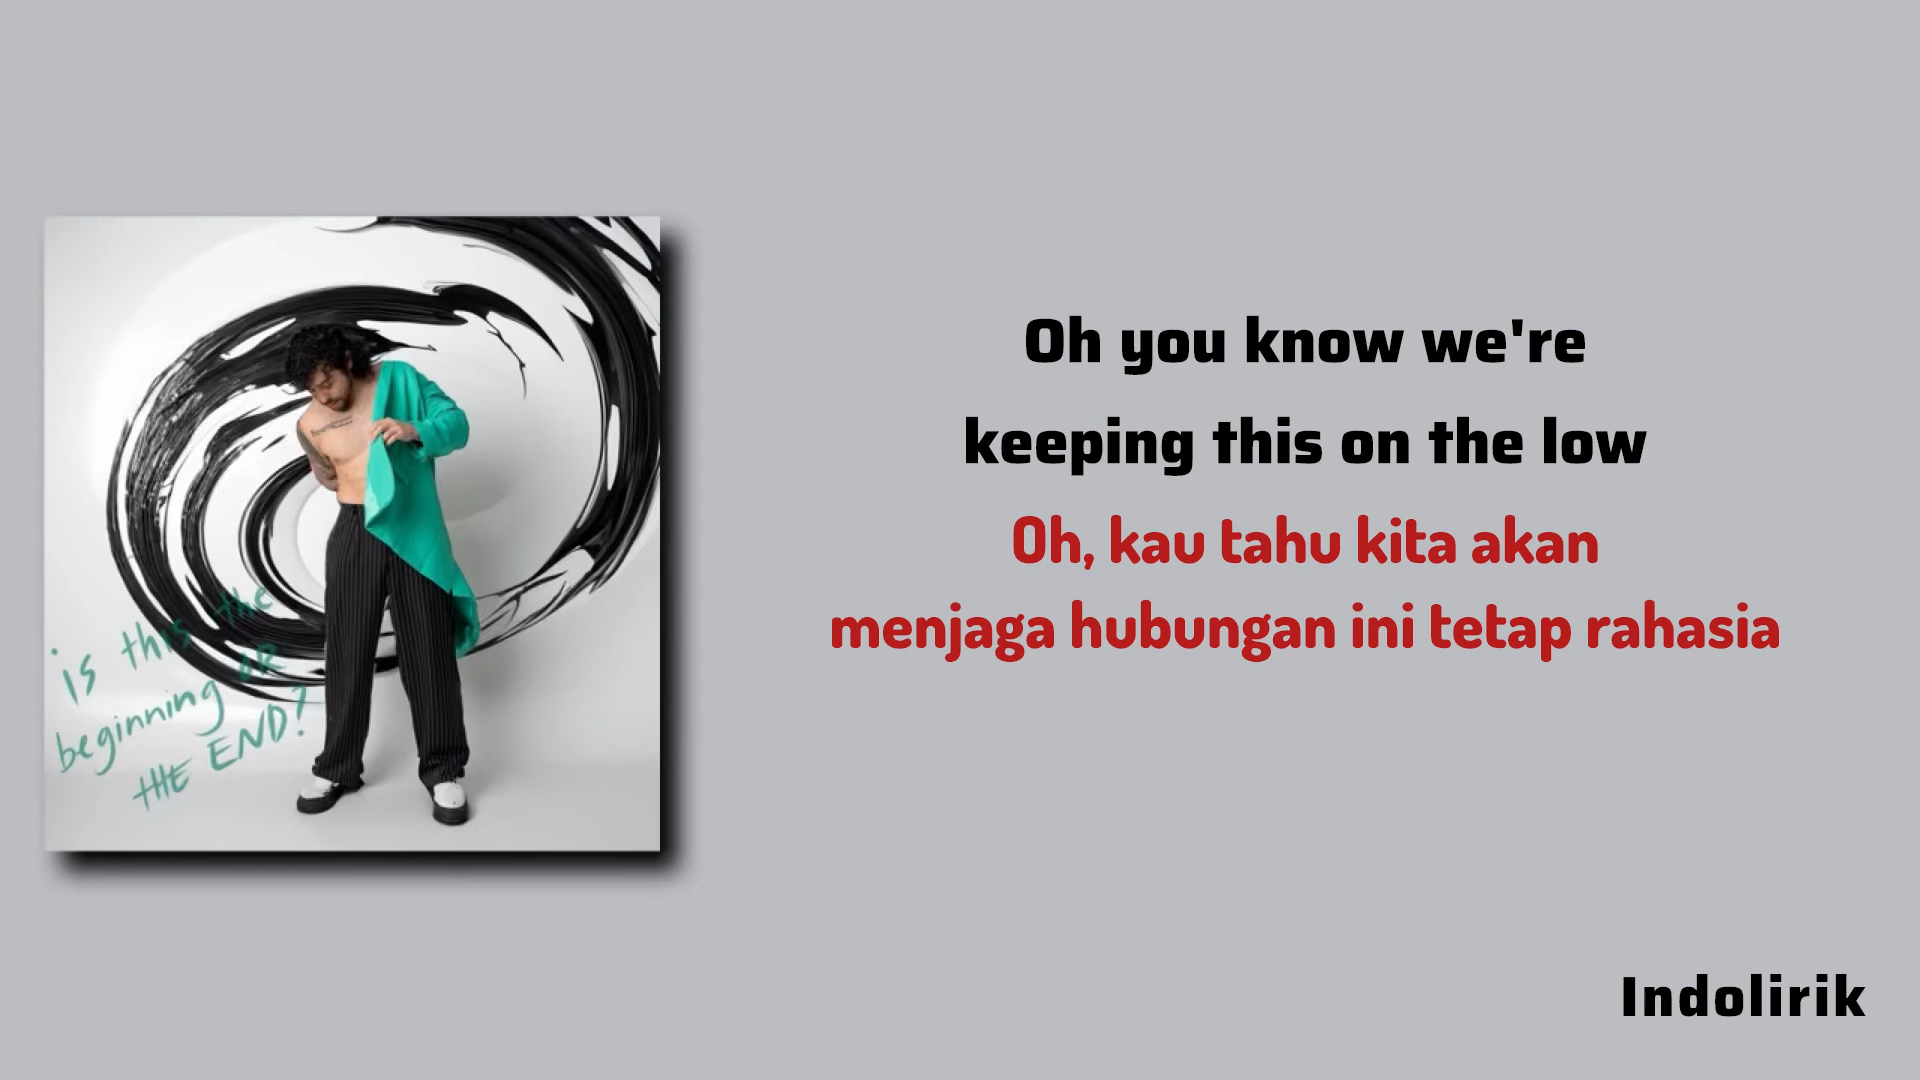 is this the
beginning OR
tHE END?
Oh you know we're
keeping this on the low
Oh, kau tahu kita akan
menjaga hubungan ini tetap rahasia
Indolirik